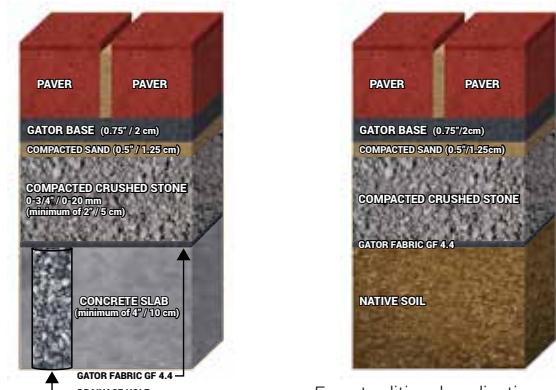 PAVER PAVER
GATOR BASE (0.75" / 2 cm)
COMPACTED SAND (0.5" / 1.25 cm)
COMPACTED CRUSHED STONE
0-3/4" / 0-20 mm
(minimum of 2"/ 5 cm)
CONCRETE SLAB
(minimum of 4" / 10 cm)
GATOR FABRIC GF 4.4
PAVER PAVER
GATOR BASE (0.75"/2cm)
COMPACTED SAND (0.5"/1.25cm)
COMPACTED CRUSHED STONE
GATOR FABRIC GF 4.4
NATIVE SOIL